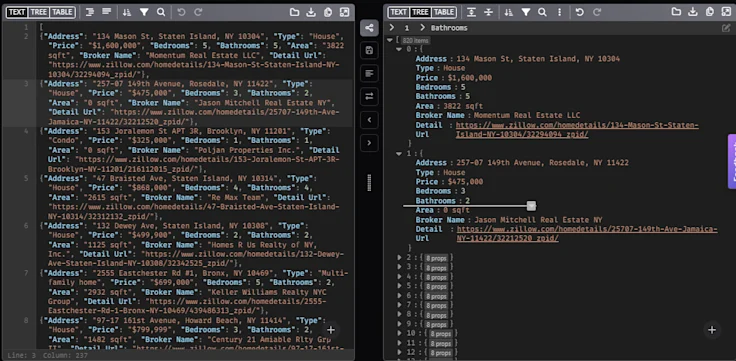 TEXT TREE TABLE
1 [
2 {"Address": "134 Mason St, Staten Island, NY 10304", "Type": "House",
"Price": "$1,600,000", "Bedrooms": 5, "Bathrooms": 5, "Area": "3822
sqft", "Broker Name": "Momentum Real Estate LLC", "Detail Url":
"https://www.zillow.com/homedetails/134-Mason-St-Staten-Island-NY-
10304/32294094_zpid/"},
3 {"Address": "257-07 149th Avenue, Rosedale, NY 11422", "Type":
"House", "Price": "$475,000", "Bedrooms": 3, "Bathrooms": 2,
"Area": "0 sqft", "Broker Name": "Jason Mitchell Real Estate NY",
"Detail Url": "https://www.zillow.com/homedetails/25707-149th-Ave-
Jamaica-NY-11422/32212520_zpid/"},
4 {"Address": "153 Joralemon St APT 3R, Brooklyn, NY 11201", "Type":
"Condo", "Price": "$325,000", "Bedrooms": 1, "Bathrooms": 1,
"Area": "0 sqft", "Broker Name": "Poljan Properties Inc.", "Detail
Url": "https://www.zillow.com/homedetails/153-Joralemon-St-APT-3R-
Brooklyn-NY-11201/216112015_zpid/"},
5 {"Address": "47 Braisted Ave, Staten Island, NY 10314", "Type":
"House", "Price": "$868,000", "Bedrooms": 4, "Bathrooms": 4,
"Area": "2615 sqft", "Broker Name": "Re Max Team", "Detail Url":
"https://www.zillow.com/homedetails/47-Braisted-Ave-Staten-Island-
NY-10314/32312132_zpid/"},
6 {"Address": "132 Dewey Ave, Staten Island, NY 10308", "Type":
"House", "Price": "$499,900", "Bedrooms": 2, "Bathrooms": 2,
"Area": "1125 sqft", "Broker Name": "Homes R Us Realty of NY,
Inc.", "Detail Url": "https://www.zillow.com/homedetails/132-Dewey-
Ave-Staten-Island-NY-10308/32342525_zpid/"},
7 {"Address": "2555 Eastchester Rd #1, Bronx, NY 10469", "Type": "Multi-
family home", "Price": "$699,000", "Bedrooms": 5, "Bathrooms": 2,
"Area": "2932 sqft", "Broker Name": "Keller Williams Realty NYC
Group", "Detail Url": "https://www.zillow.com/homedetails/2555-
Eastchester-Rd-1-Bronx-NY-10469/439486313_zpid/"},
8 {"Address": "97-17 161st Avenue, Howard Beach, NY 11414", "Type":
"House", "Price": "$799,999", "Bedrooms": 3, "Bathrooms": 2,
"Area": "1482 sqft", "Broker Name": "Century 21 Amiable Rlty Grp
II", "Detail Url": "https://www.zillow.com/homedetails/97-17-161st-
Line: 3 Column: 237
TEXT TREE TABLE
1 Bathrooms
[ 820 items
0 : {
Address : 134 Mason St, Staten Island, NY 10304
Type : House
Price : $1,600,000
Bedrooms : 5
Bathrooms : 5
Area : 3822 sqft
Broker Name : Momentum Real Estate LLC
Detail : https://www.zillow.com/homedetails/134-Mason-St-Staten-
Url Island-NY-10304/32294094_zpid/
}
1 : {
Address : 257-07 149th Avenue, Rosedale, NY 11422
Type : House
Price : $475,000
Bedrooms : 3
Bathrooms : 2
Area : 0 sqft
Broker Name : Jason Mitchell Real Estate NY
Detail : https://www.zillow.com/homedetails/25707-149th-Ave-Jamaica-
Url NY-11422/32212520_zpid/
}
2 : { 8 props }
3 : { 8 props }
4 : { 8 props }
5 : { 8 props }
6 : { 8 props }
7 : { 8 props }
8 : { 8 props }
9 : { 8 props }
10 : { 8 props }
11 : { 8 props }
12 : { 8 props }